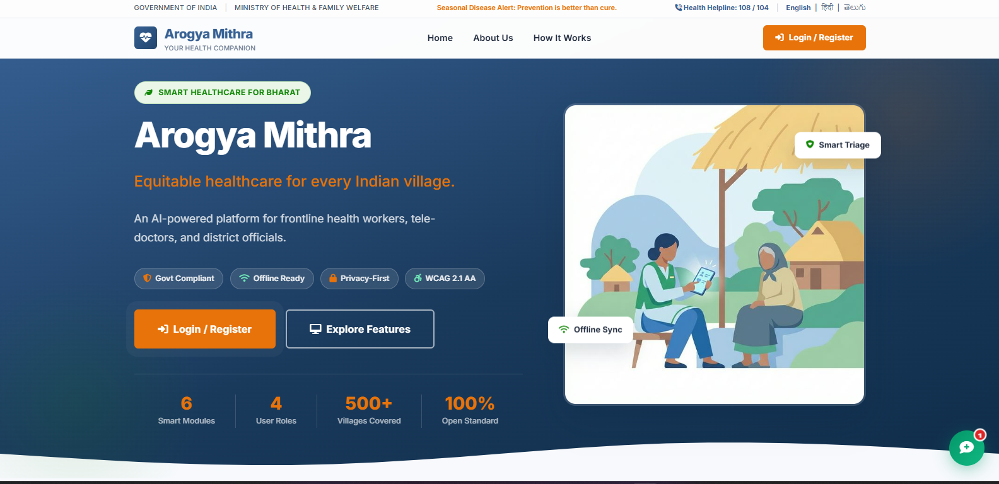 GOVERNMENT OF INDIA
MINISTRY OF HEALTH & FAMILY WELFARE
Seasonal Disease Alert: Prevention is better than cure.
Health Helpline: 108 / 104
English | हिंदी | తెలుగు
Arogya Mithra
YOUR HEALTH COMPANION
Home
About Us
How It Works
Login / Register
SMART HEALTHCARE FOR BHARAT
Arogya Mithra
Equitable healthcare for every Indian village.
An AI-powered platform for frontline health workers, tele-
doctors, and district officials.
Govt Compliant
Offline Ready
Privacy-First
WCAG 2.1 AA
Login / Register
Explore Features
6
Smart Modules
4
User Roles
500+
Villages Covered
100%
Open Standard
Smart Triage
Offline Sync
1